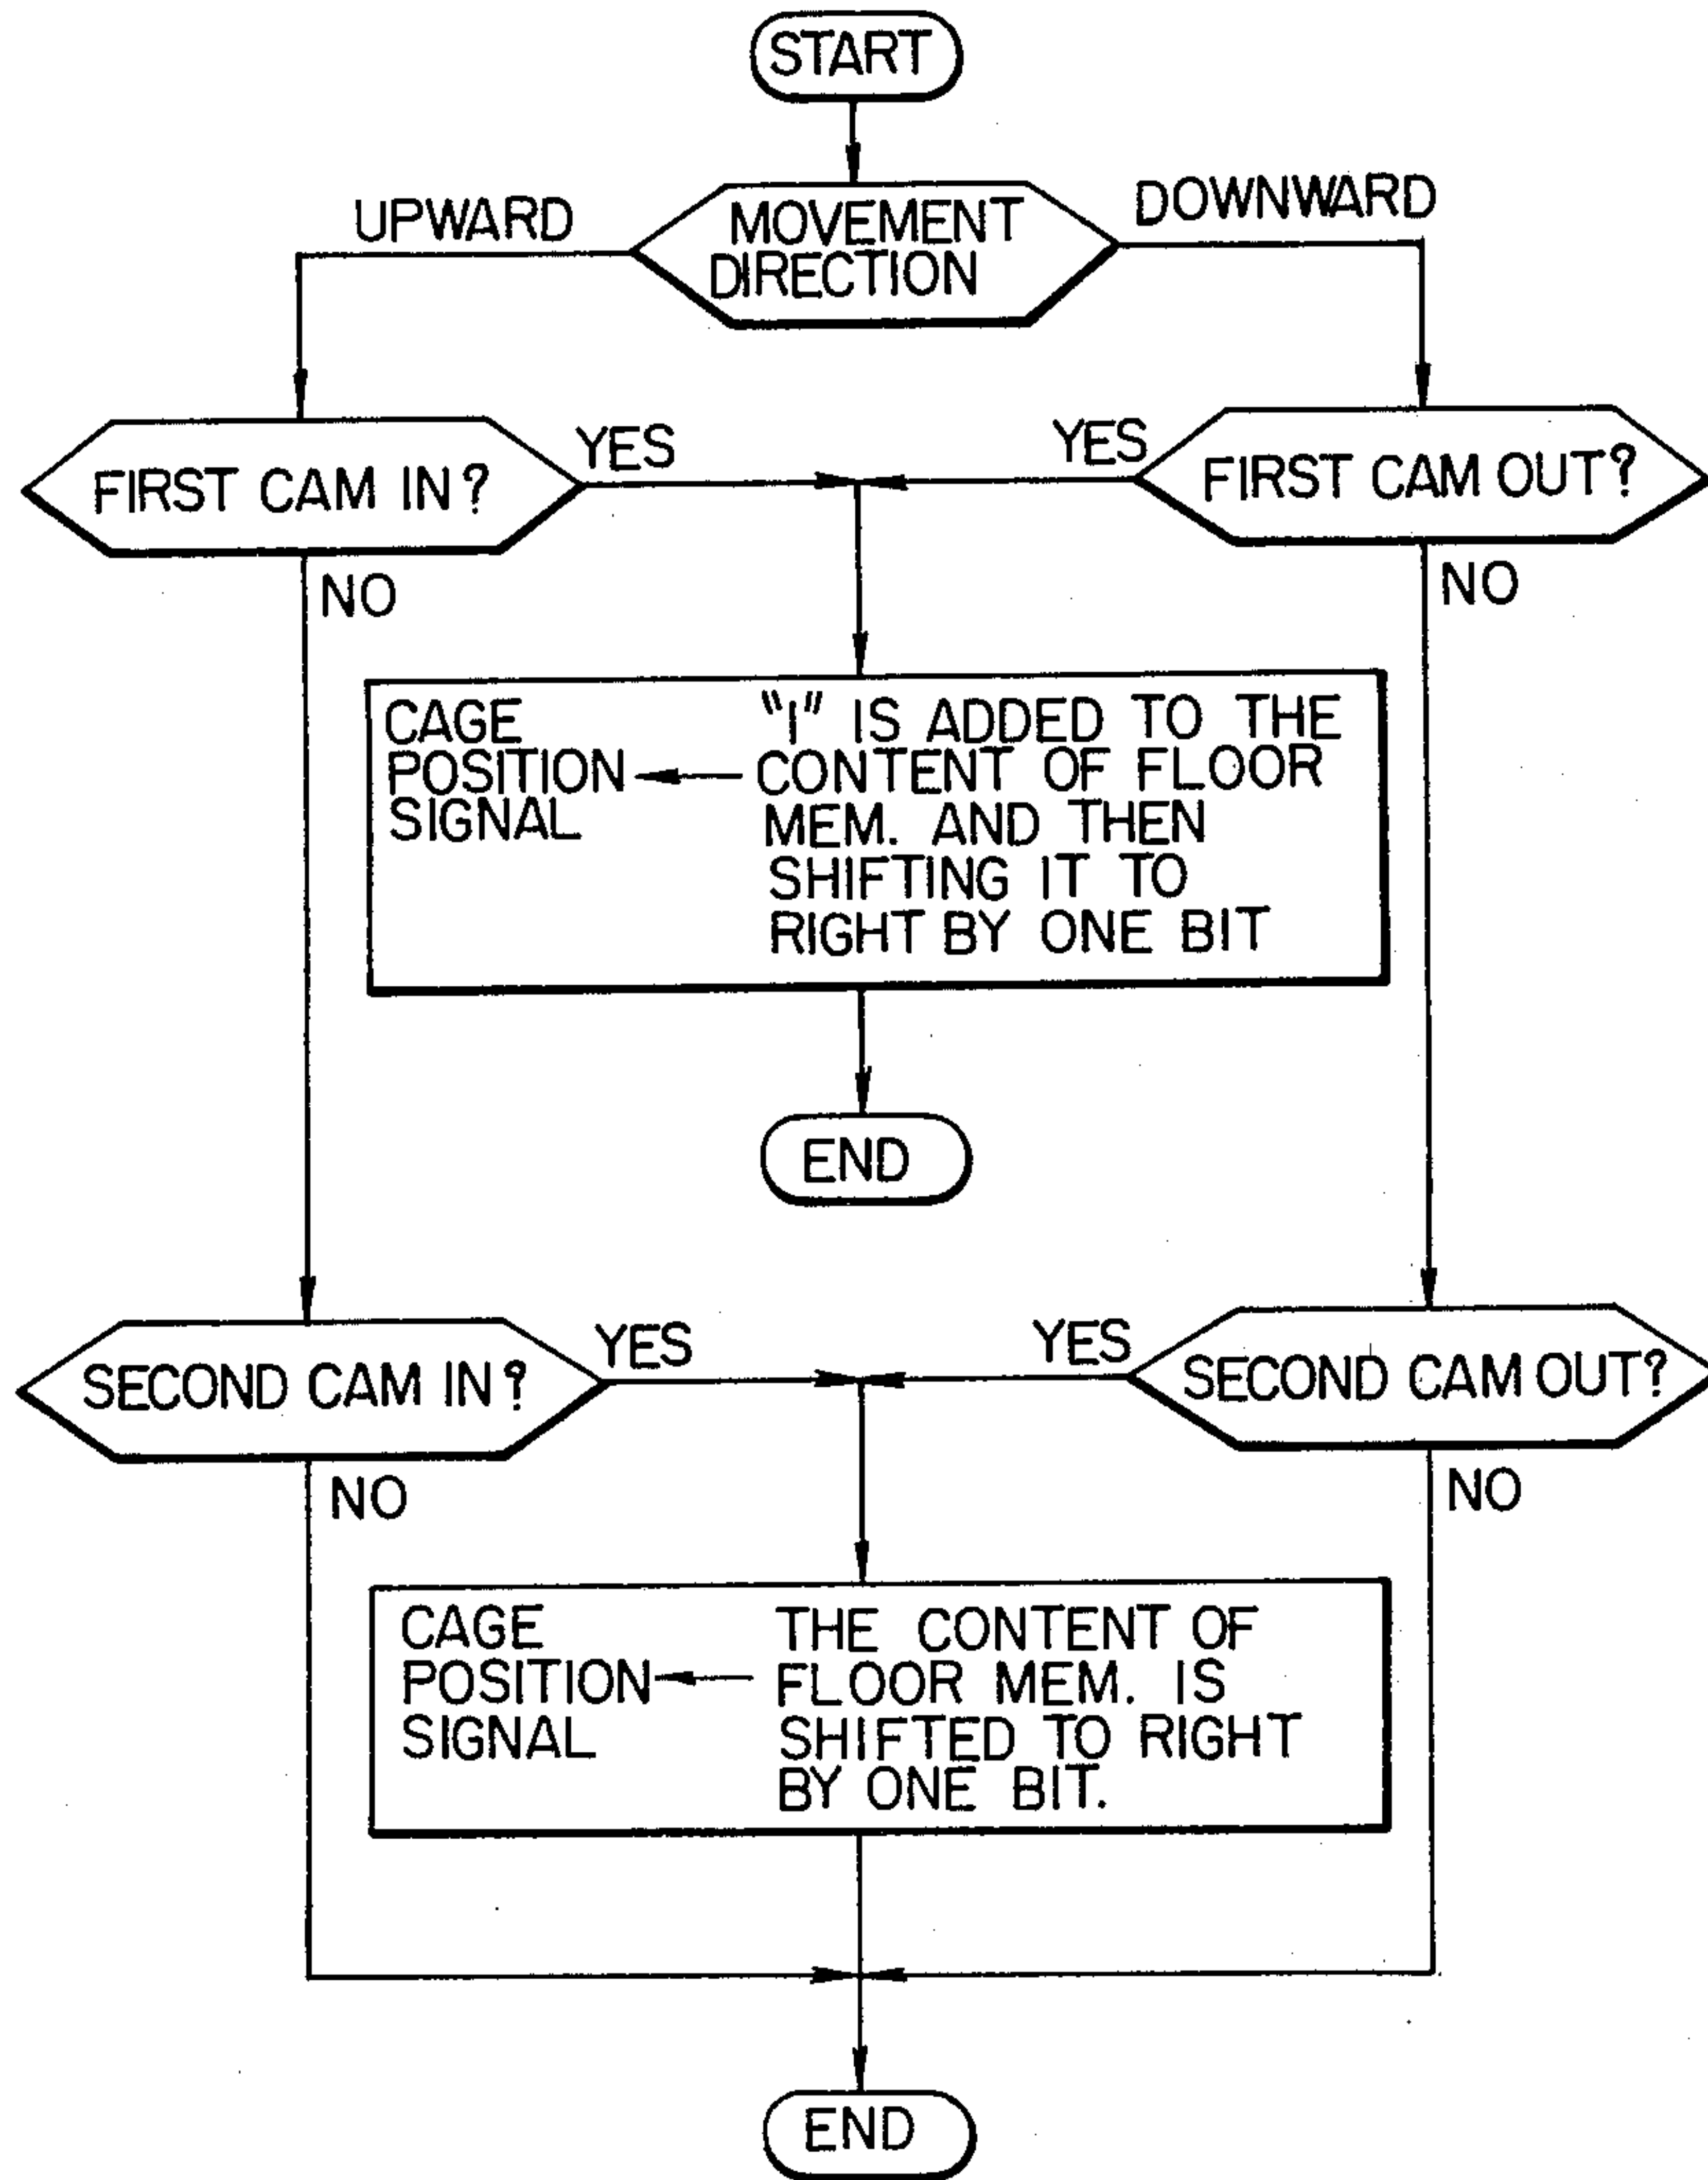 START
UPWARD
MOVEMENT
DIRECTION
DOWNWARD
FIRST CAM IN?
YES
YES
FIRST CAM OUT?
NO
NO
CAGE
POSITION
SIGNAL
"1" IS ADDED TO THE
CONTENT OF FLOOR
MEM. AND THEN
SHIFTING IT TO
RIGHT BY ONE BIT
END
SECOND CAM IN?
YES
YES
SECOND CAM OUT?
NO
NO
CAGE
POSITION
SIGNAL
THE CONTENT OF
FLOOR MEM. IS
SHIFTED TO RIGHT
BY ONE BIT.
END